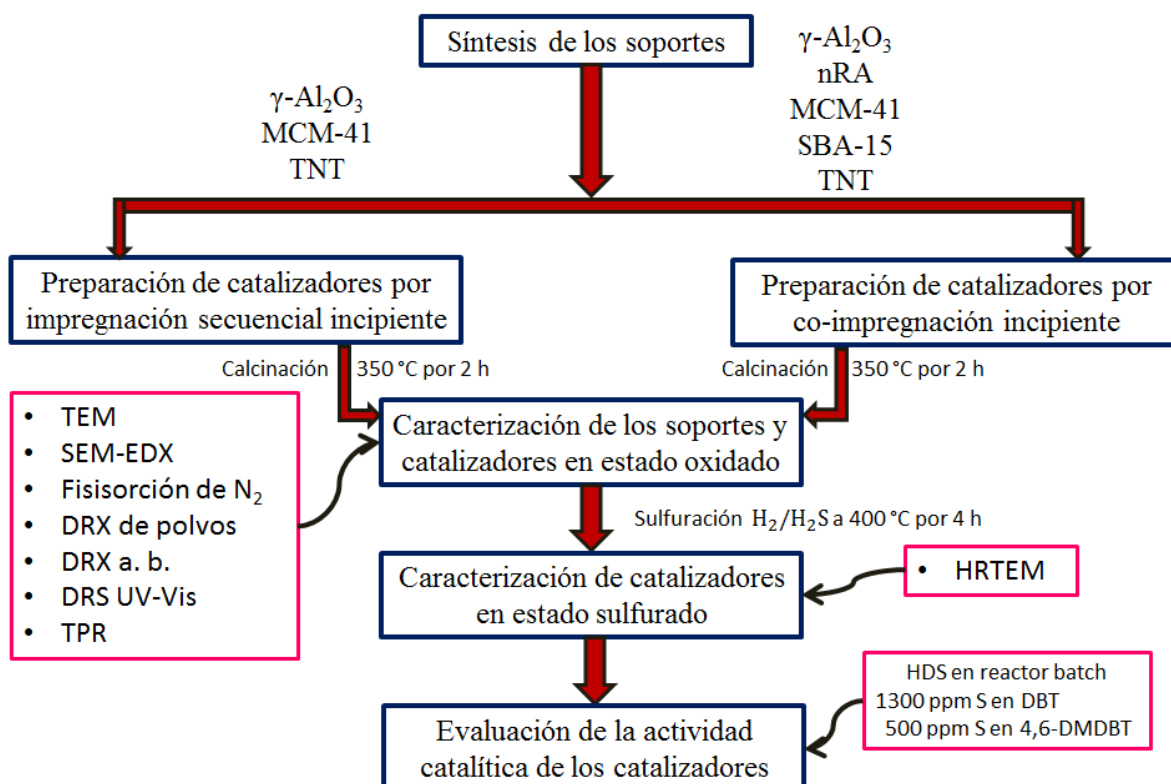 Síntesis de los soportes
γ-Al₂O₃
MCM-41
TNT
γ-Al₂O₃
nRA
MCM-41
SBA-15
TNT
Preparación de catalizadores por
impregnación secuencial incipiente
Preparación de catalizadores por
co-impregnación incipiente
Calcinación 350 °C por 2 h
Calcinación 350 °C por 2 h
• TEM
• SEM-EDX
• Fisisorción de N₂
• DRX de polvos
• DRX a. b.
• DRS UV-Vis
• TPR
Caracterización de los soportes y
catalizadores en estado oxidado
Sulfuración H₂/H₂S a 400 °C por 4 h
Caracterización de catalizadores
en estado sulfurado
• HRTEM
HDS en reactor batch
1300 ppm S en DBT
500 ppm S en 4,6-DMDBT
Evaluación de la actividad
catalítica de los catalizadores